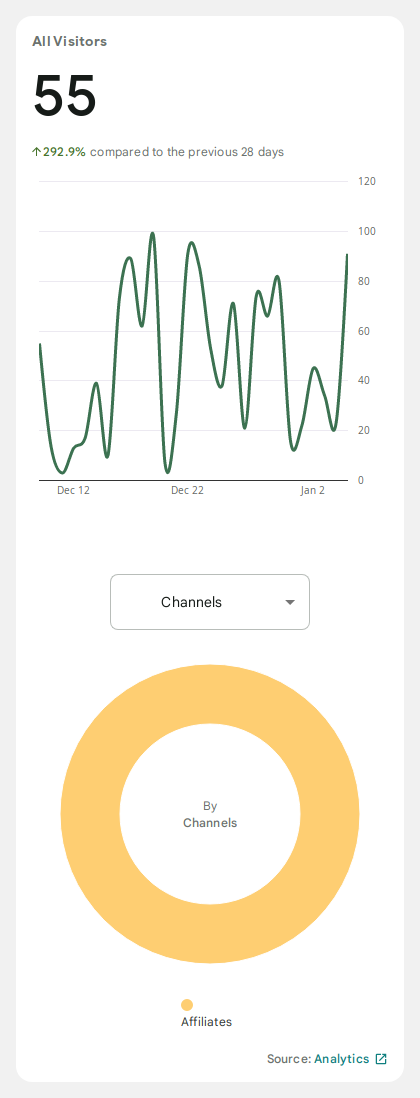 All Visitors
55
↑292.9% compared to the previous 28 days
120
100
80
60
40
20
0
Dec 12 Dec 22 Jan 2
Channels
By
Channels
Affiliates
Source: Analytics